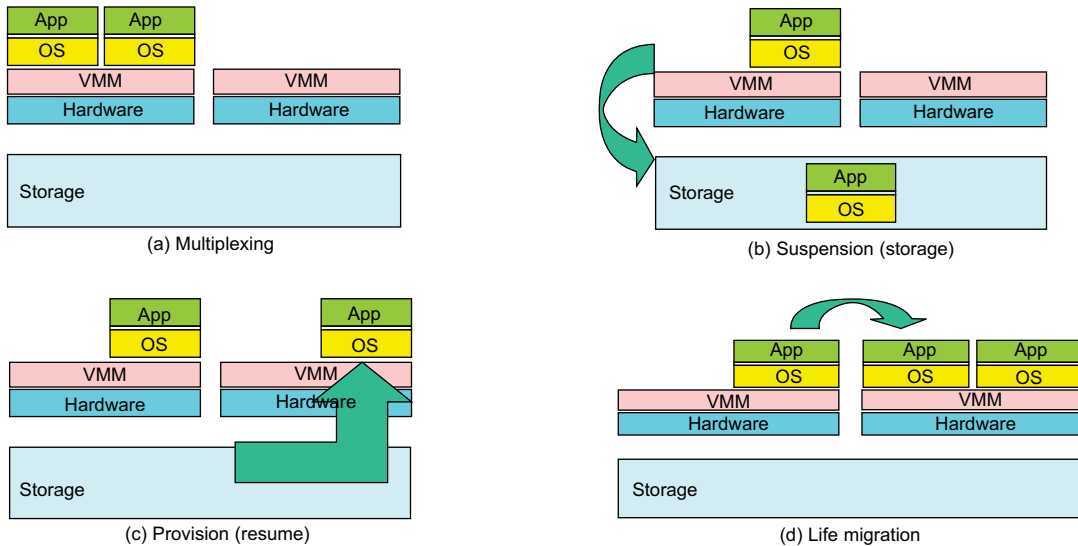 App App
OS OS
VMM VMM
Hardware Hardware
Storage
(a) Multiplexing
App
OS
VMM VMM
Hardware Hardware
App
Storage
OS
(b) Suspension (storage)
App App
OS OS
VMM VMM
Hardware Hardware
Storage
(c) Provision (resume)
App App App
OS OS OS
VMM VMM
Hardware Hardware
Storage
(d) Life migration